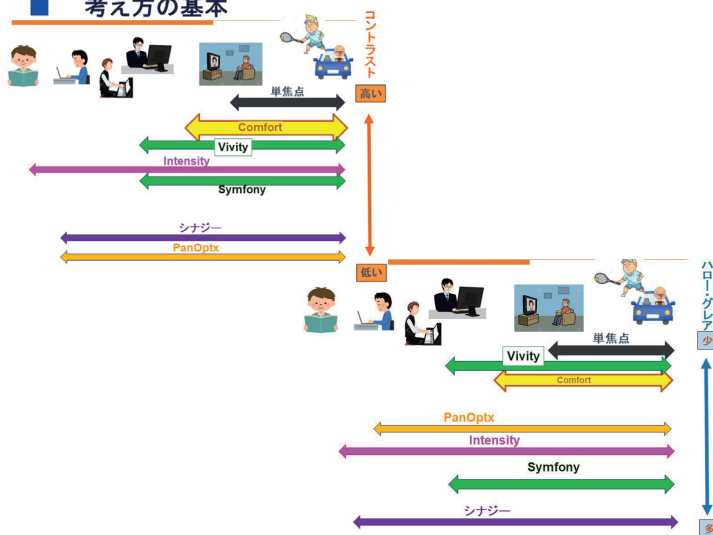 考え方の基本
コントラスト
単焦点
高い
Comfort
Vivity
Intensity
Symfony
シナジー
PanOptx
低い
ハロー・グレア
単焦点
少
Vivity
Comfort
PanOptx
Intensity
Symfony
シナジー
多